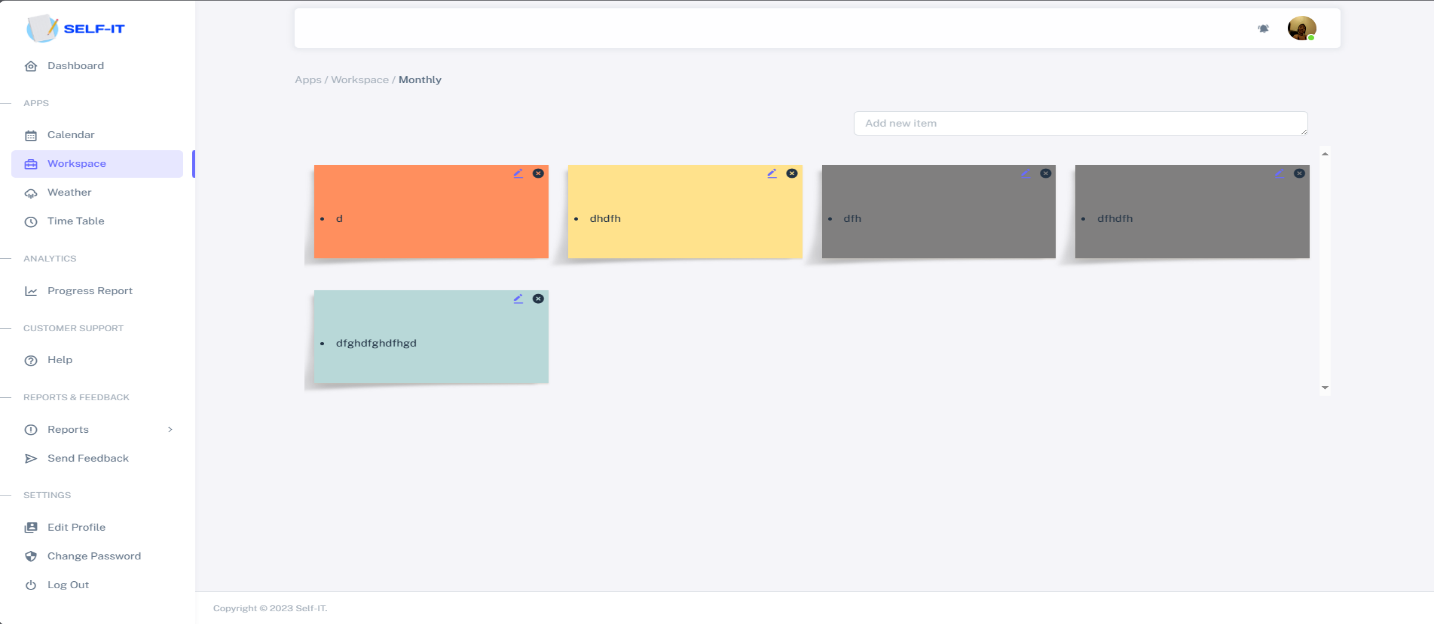 SELF-IT
Dashboard
APPS
Calendar
Workspace
Weather
Time Table
ANALYTICS
Progress Report
CUSTOMER SUPPORT
Help
REPORTS & FEEDBACK
Reports
Send Feedback
SETTINGS
Edit Profile
Change Password
Log Out
Apps / Workspace / Monthly
Add new item
d
dhdfh
dfh
dfhdfh
dfghdfghdfhgd
Copyright © 2023 Self-IT.